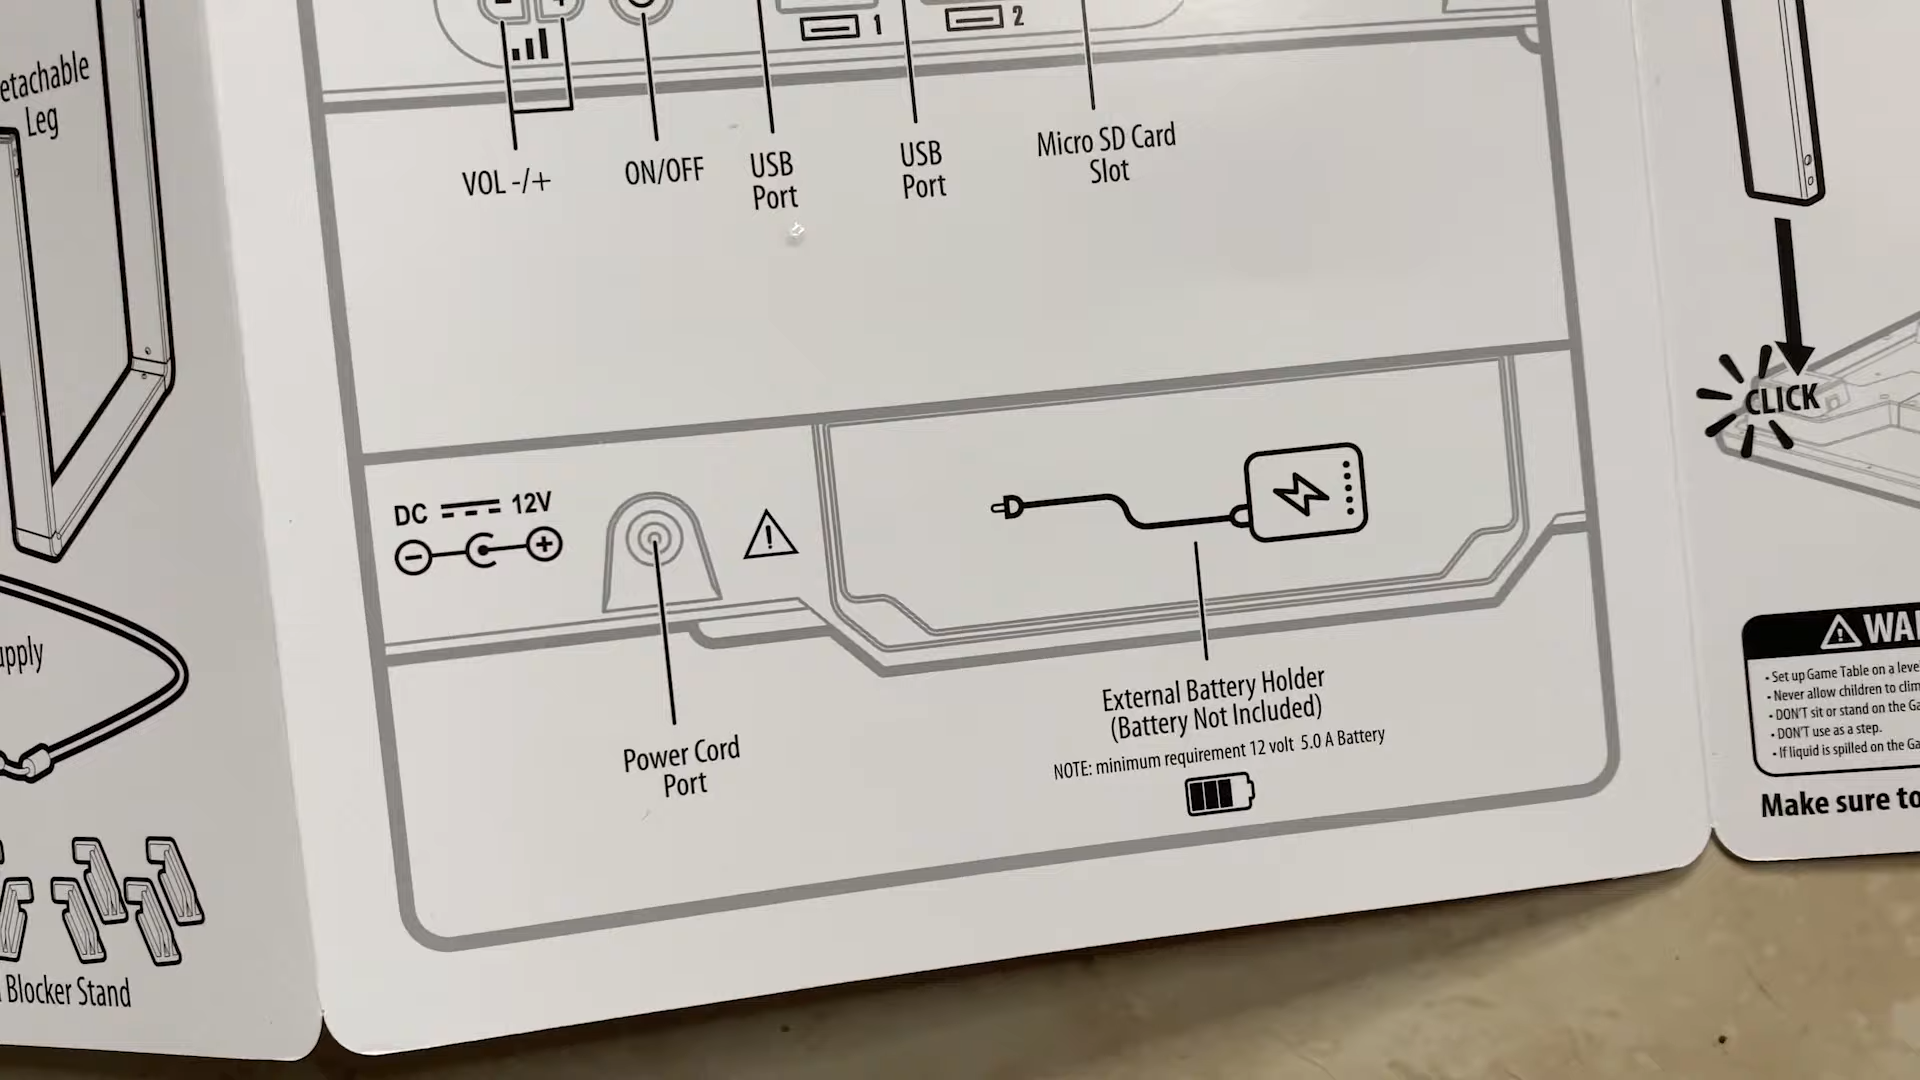 etachable
Leg
1
2
VOL -/+
ON/OFF
USB
Port
USB
Port
Micro SD Card
Slot
CLICK
DC
12V
upply
Power Cord
Port
External Battery Holder
(Battery Not Included)
NOTE: minimum requirement 12 volt 5.0 A Battery
Blocker Stand
WA
• Set up Game Table on a leve
• Never allow children to clim
• DON'T sit or stand on the Ga
• DON'T use as a step.
• If liquid is spilled on the Ga
Make sure to